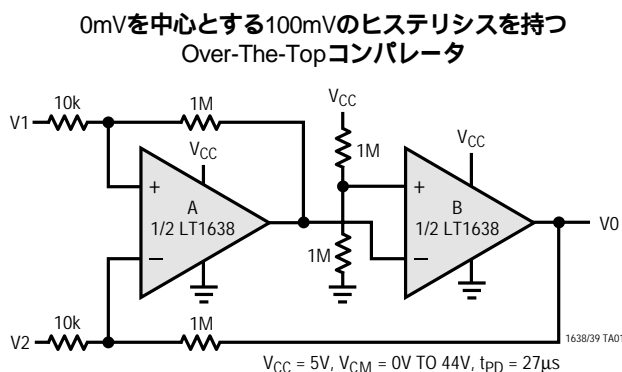 0mVを中心とする100mVのヒステリシスを持つ
Over-The-Topコンパレータ
V1
10k
1M
VCC
+
A
1/2 LT1638
−
VCC
1M
1M
VCC
+
B
1/2 LT1638
−
V0
V2
10k
1M
1638/39 TA01
VCC = 5V, VCM = 0V TO 44V, tPD = 27µs